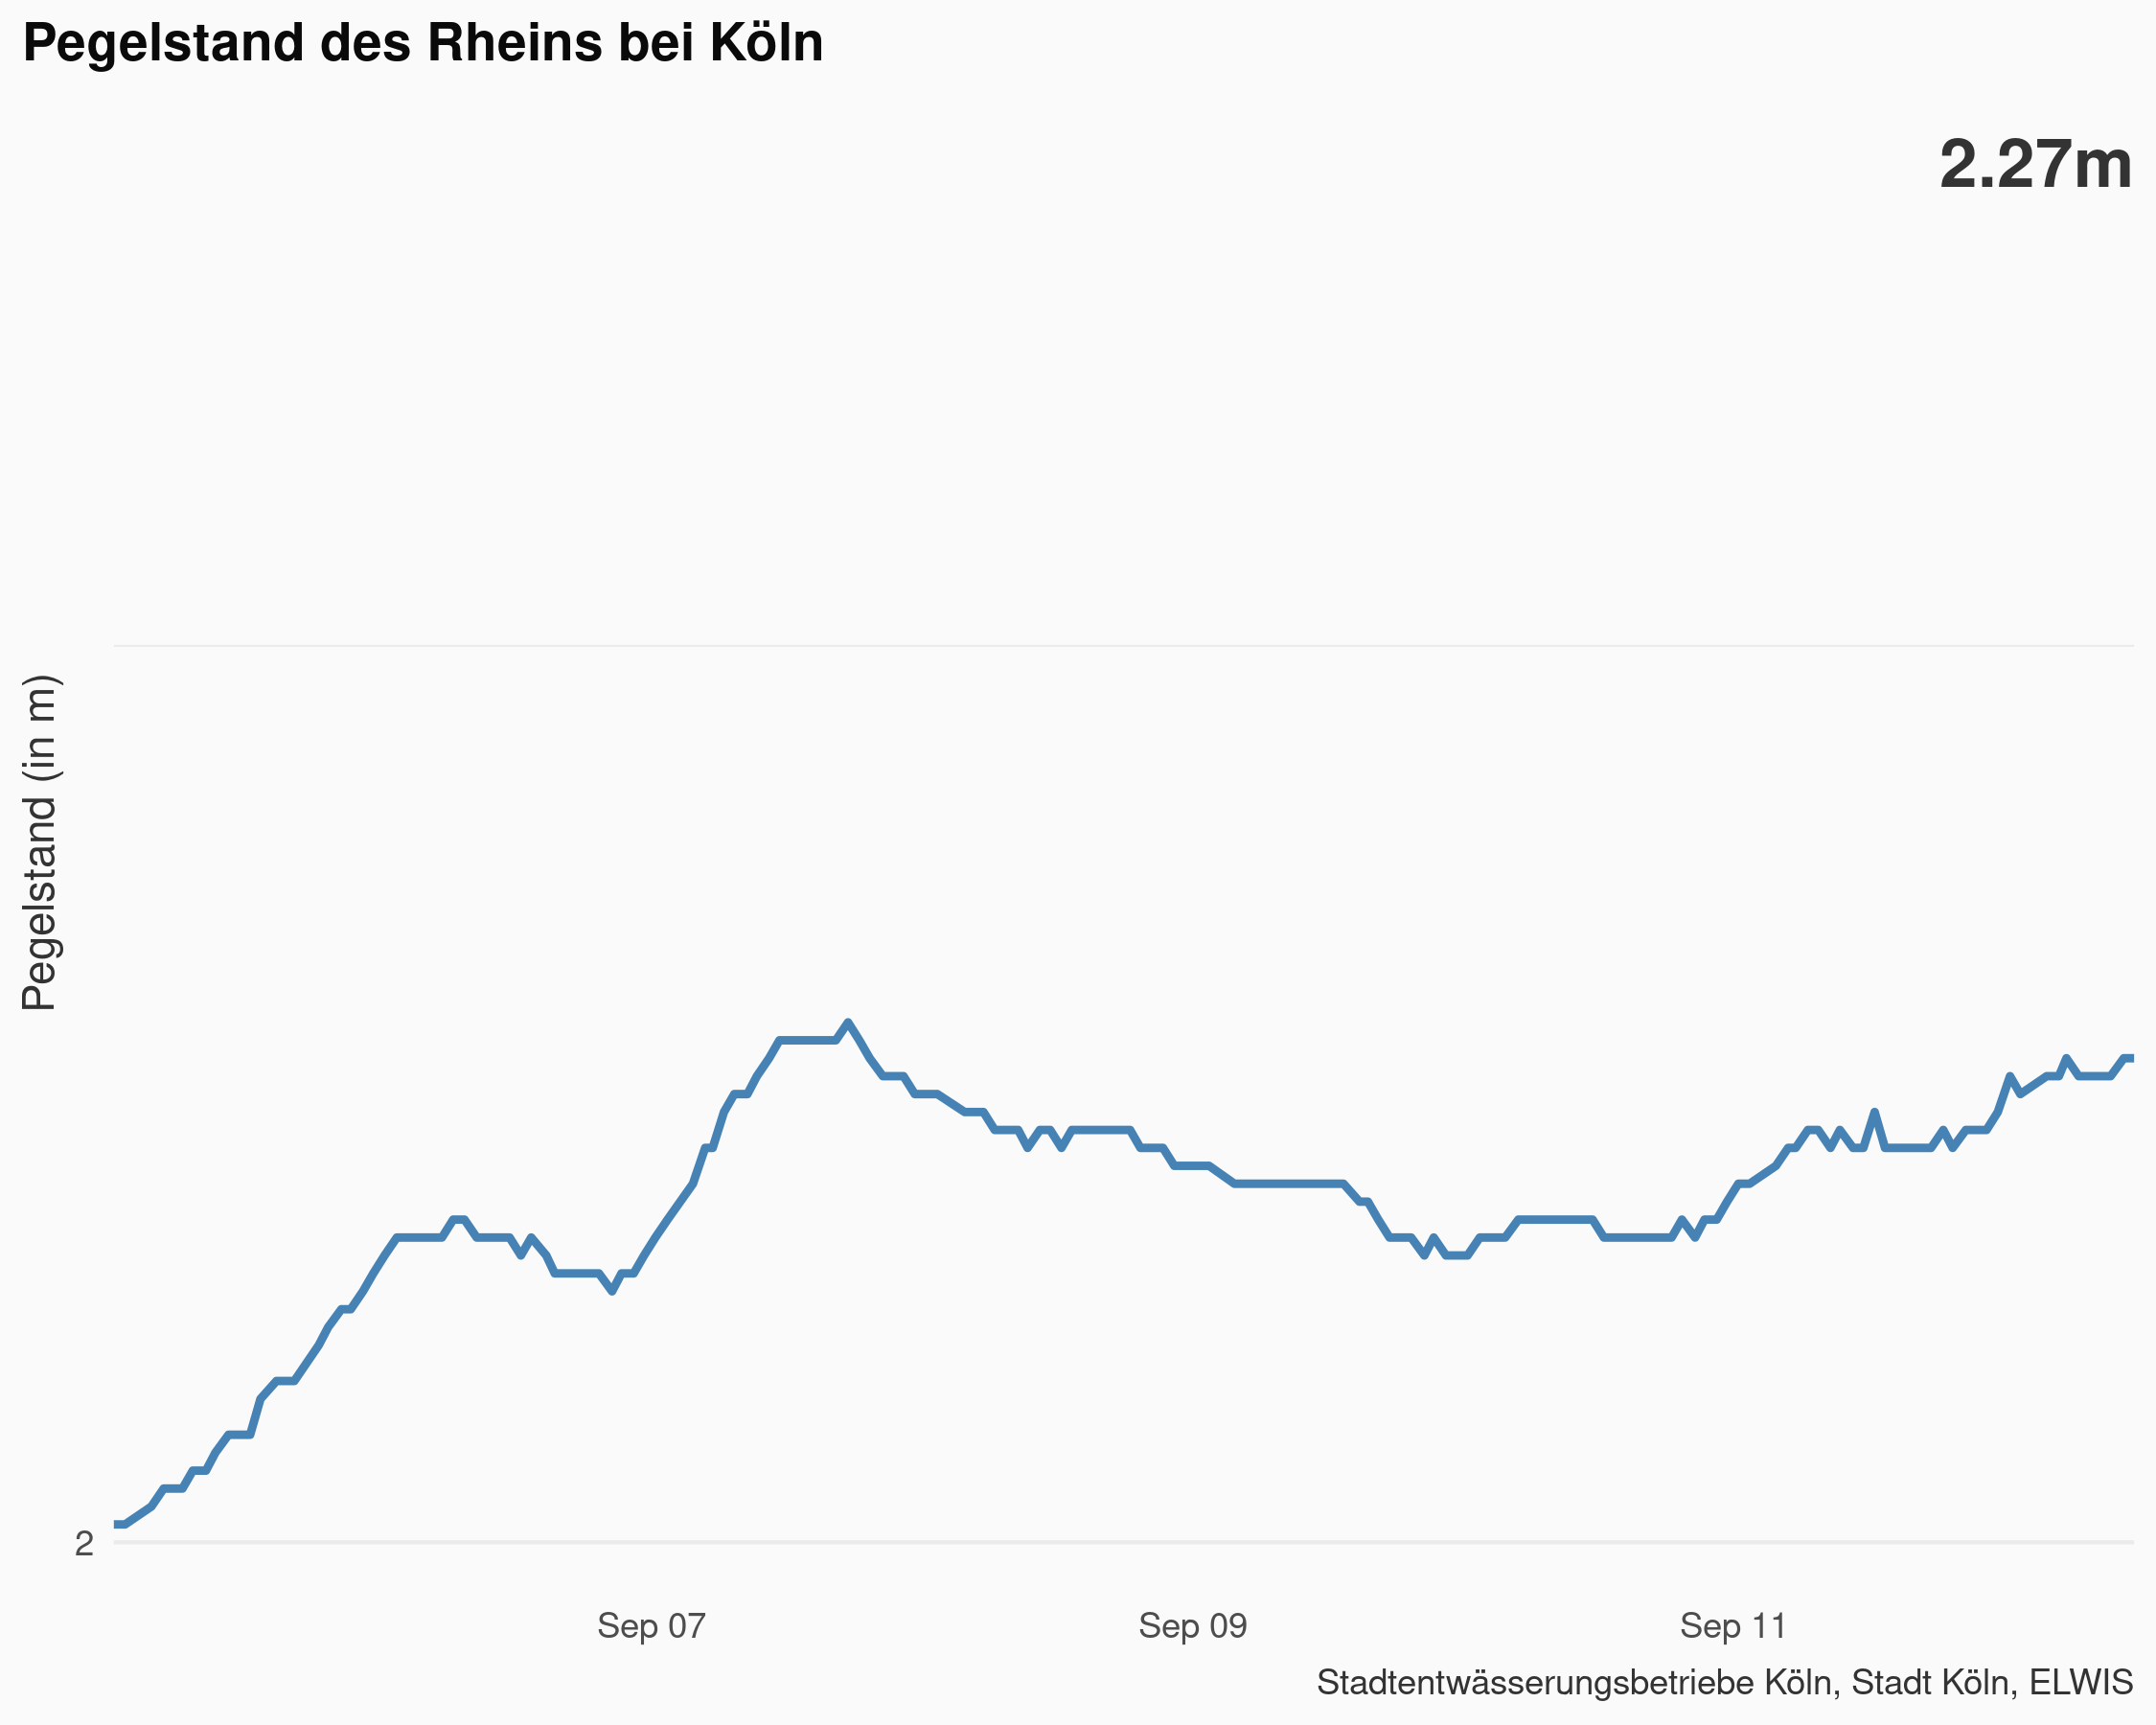 Pegelstand des Rheins bei Köln
2.27m
Pegelstand (in m)
2
Sep 07
Sep 09
Sep 11
Stadtentwässerungsbetriebe Köln, Stadt Köln, ELWIS